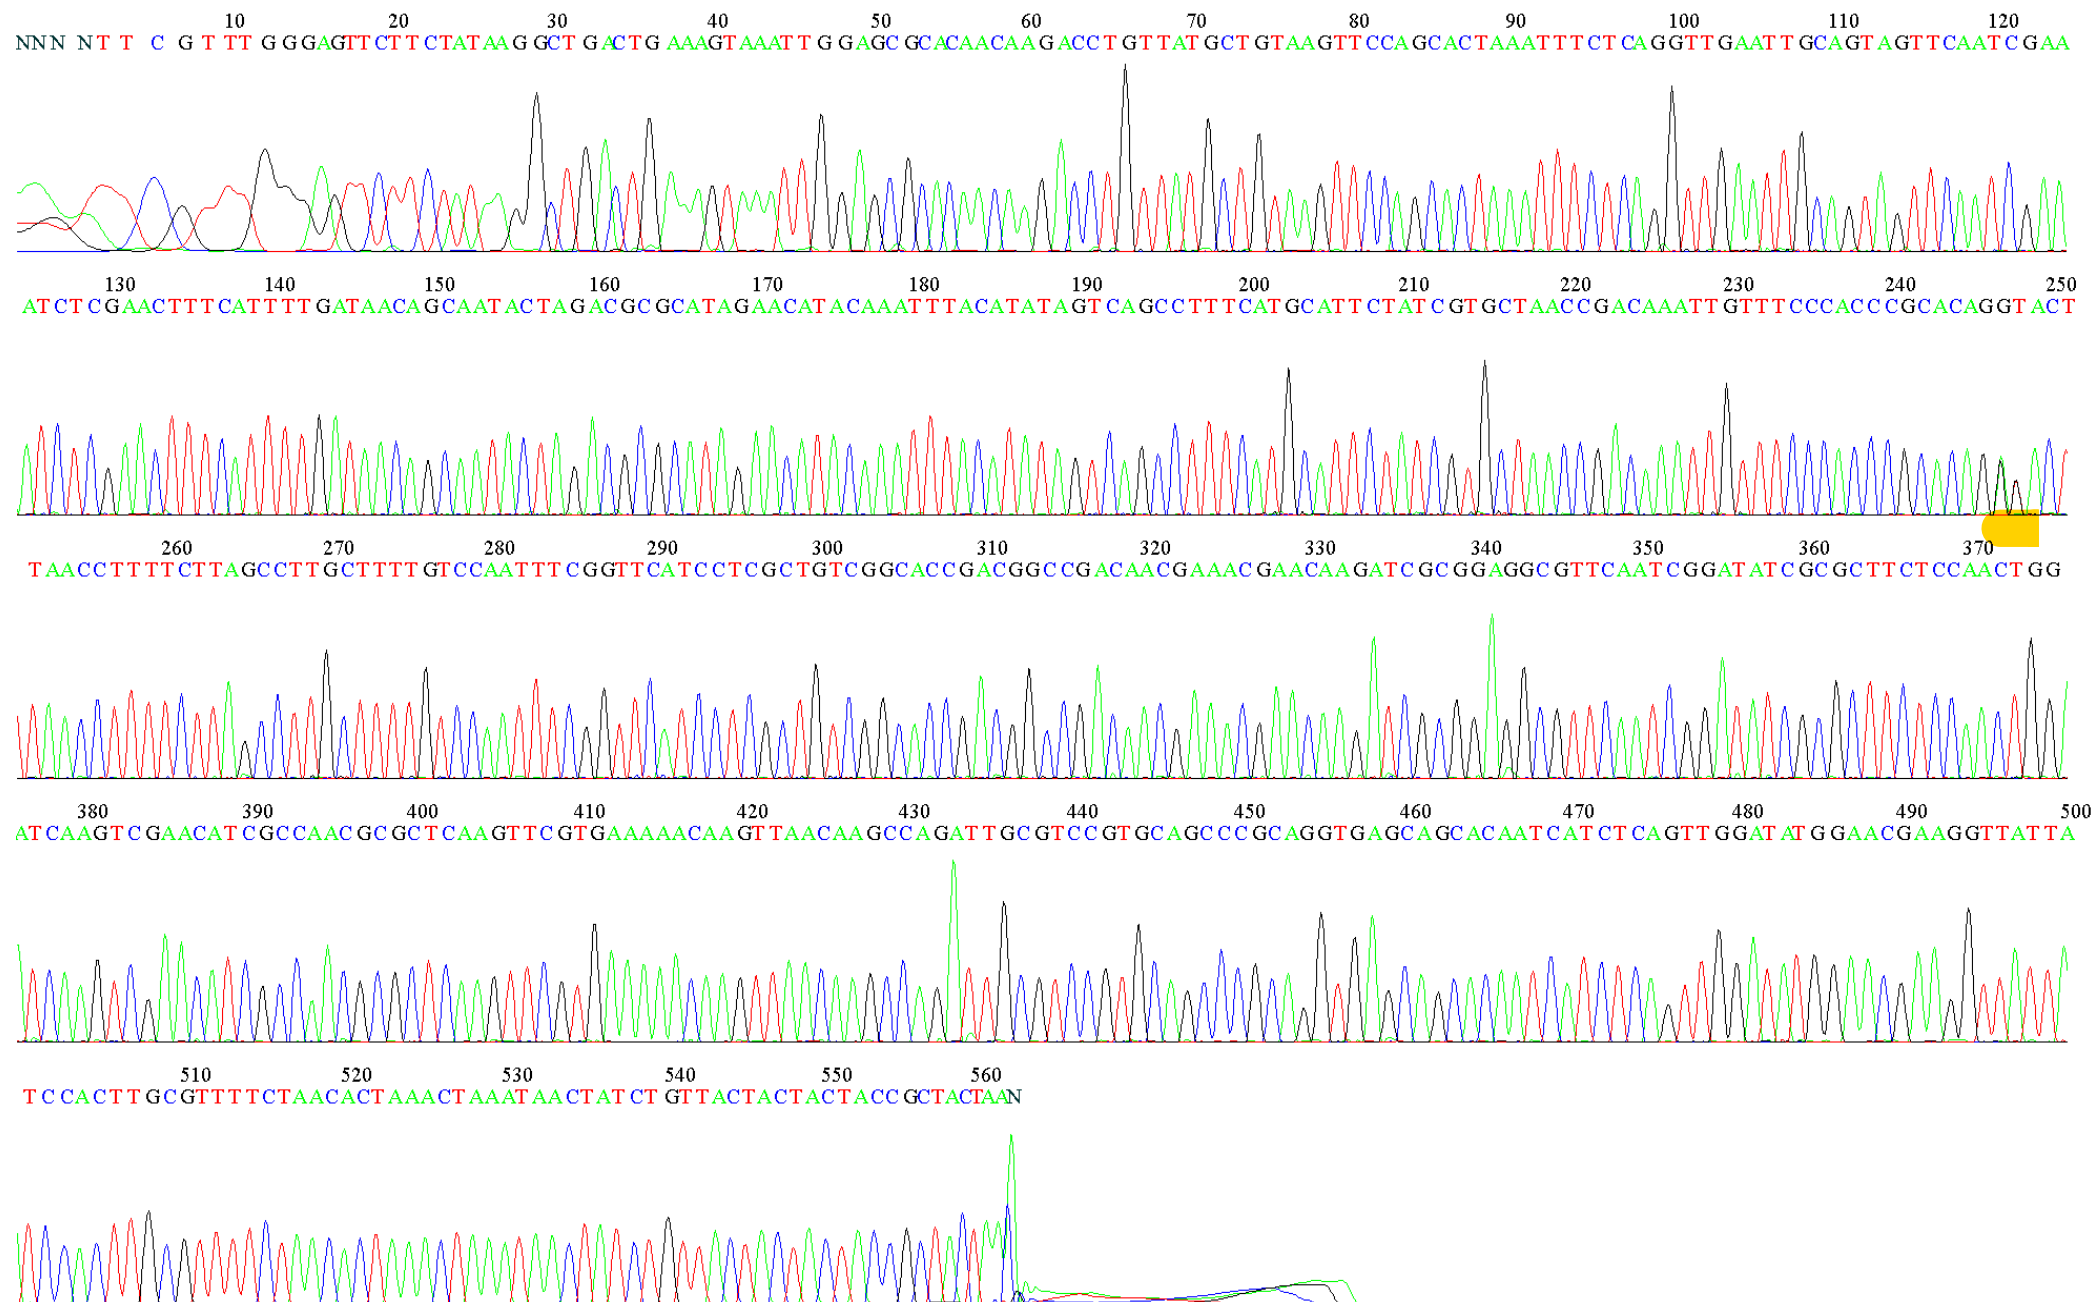 10 20 30 40 50 60 70 80 90 100 110 120
NNN NT T C G T TT GGGAGTTCTTCTATAAGGCTGACTGAAAGTAAATTGGAGCGCACAACAAGACCTGTTATGCTGTAAGTTCCAGCACTAAATTTCTCAGGTTGAATTGCAGTAGTTCAATCGAA
130 140 150 160 170 180 190 200 210 220 230 240 250
ATCTCGAACTTTCATTTTGATAACAGCAATACTAGACGCGCATAGAACATACAAATTTACATATAGTCAGCCTTTCATGCATTCTATCGTGCTAACCGACAAATTGTTTCCCACCCGCACAGGTACT
260 270 280 290 300 310 320 330 340 350 360 370
TAACCTTTTCTTAGCCTTGCTTTTGTCCAATTTCGGTTCATCCTCGCTGTCGGCACCGACGGCCGACAACGAAACGAACAAGATCGCGGAGGCGTTCAATCGGATATCGCGCTTCTCCAACTGG
380 390 400 410 420 430 440 450 460 470 480 490 500
ATCAAGTCGAACATCGCCAACGCGCTCAAGTTCGTGAAAAACAAGTTAACAAGCCAGATTGCGTCCGTGCAGCCCGCAGGTGAGCAGCACAATCATCTCAGTTGGATATGGAACGAAGGTTATTA
510 520 530 540 550 560
TCCACTTGCGTTTTCTAACACTAAACTAAATAACTATCTGTTACTACTACTACCGCTACTAAN